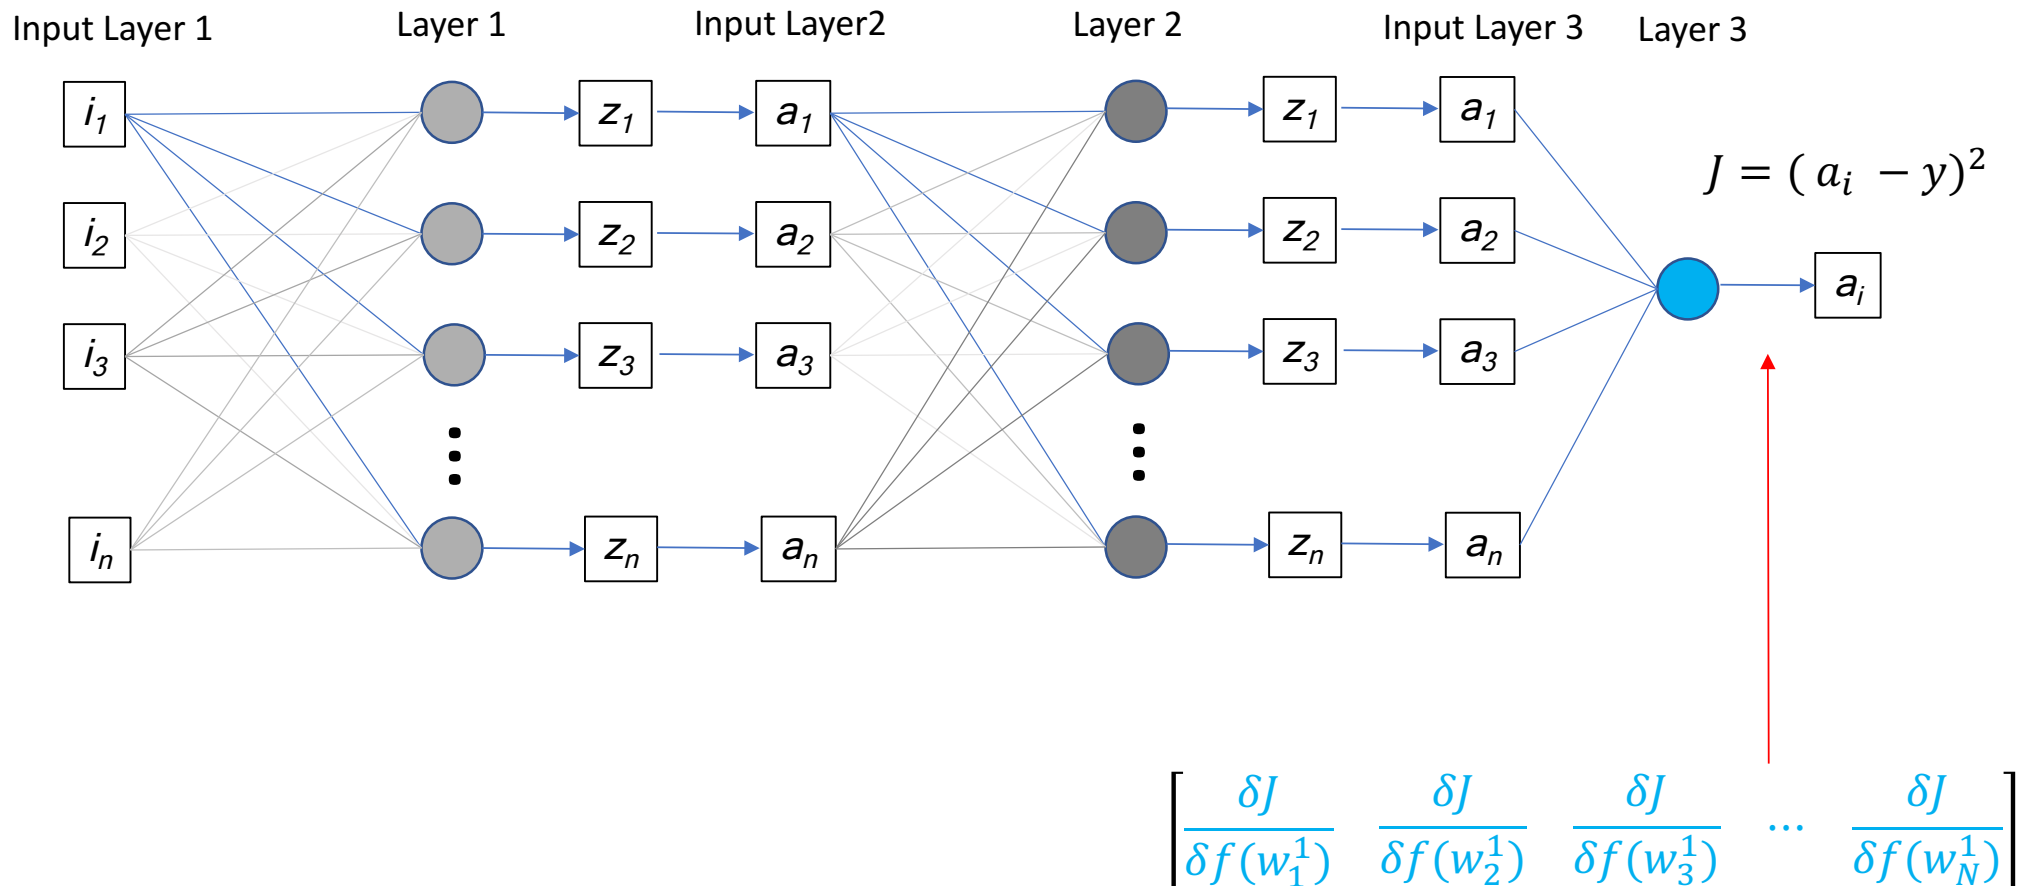 Input Layer 1 Layer 1 Input Layer2 Layer 2 Input Layer 3 Layer 3
i₁ z₁ a₁ z₁ a₁
J = ( aᵢ − y)²
i₂ z₂ a₂ z₂ a₂
aᵢ
i₃ z₃ a₃ z₃ a₃
iₙ zₙ aₙ zₙ aₙ
[δJ/δf(w₁¹) δJ/δf(w₂¹) δJ/δf(w₃¹) ⋯ δJ/δf(w_N¹)]